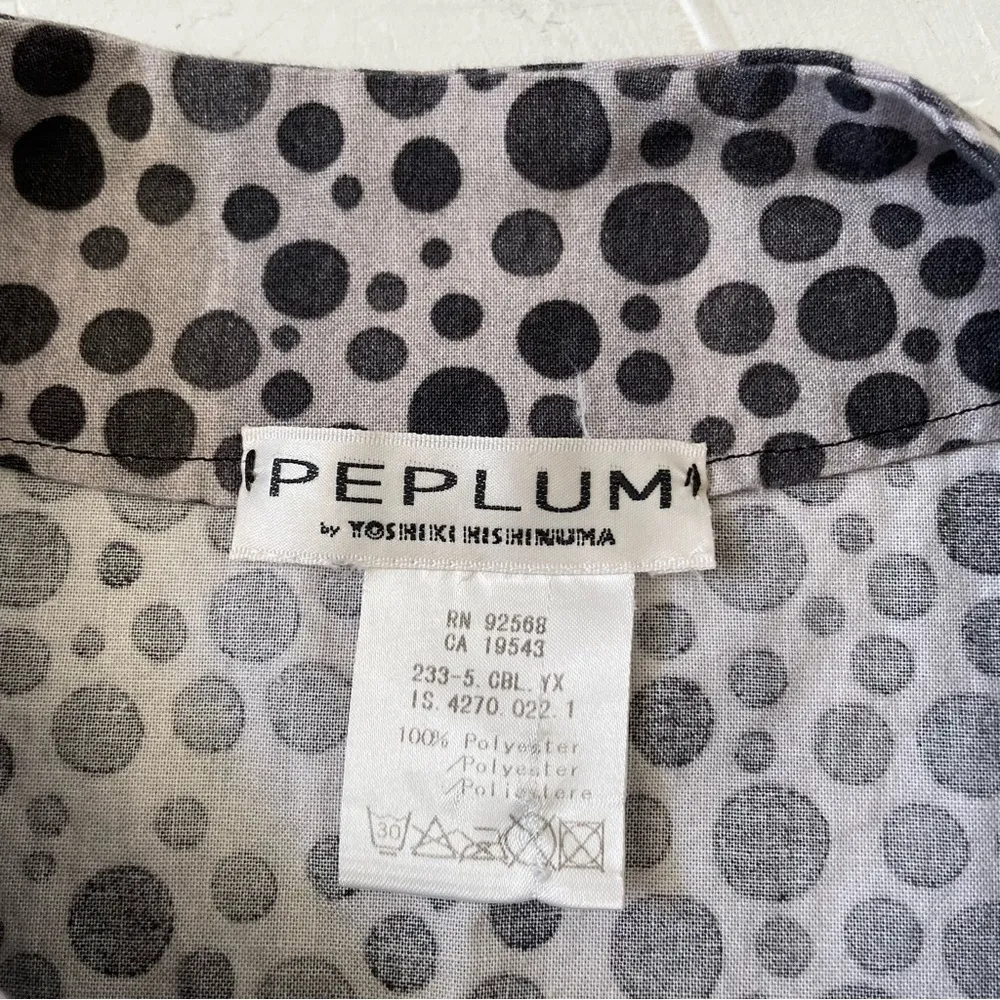 PEPLUM
by YOSHIKI HISHINUMA
RN 92568
CA 19543
233-5.CBL.YX
IS.4270.022.1
100% Polyester
/Polyester
/Poliestere
30